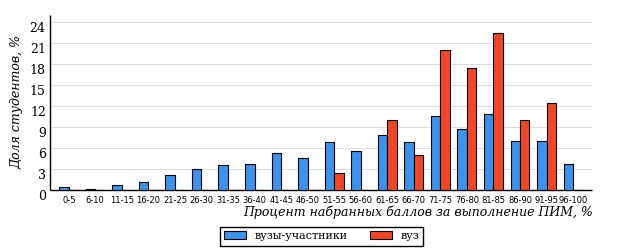 Доля студентов, %
24
21
18
15
12
9
6
3
0
0-5 6-10 11-15 16-20 21-25 26-30 31-35 36-40 41-45 46-50 51-55 56-60 61-65 66-70 71-75 76-80 81-85 86-90 91-95 96-100
Процент набранных баллов за выполнение ПИМ, %
вузы-участники вуз